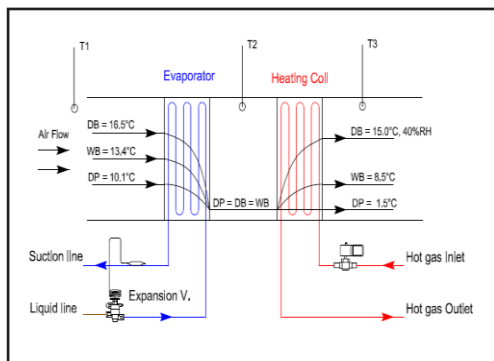 T1
T2
T3
Evaporator
Heating Coil
Air Flow
DB = 16.5°C
WB = 13.4°C
DP = 10.1°C
DP = DB = WB
DB = 15.0°C, 40%RH
WB = 8.5°C
DP = 1.5°C
Suction line
Liquid line
Expansion V.
Hot gas Inlet
Hot gas Outlet